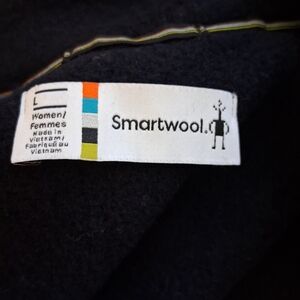 L
Women/
Femmes
Made in
Vietnam/
Fabriqué au
Vietnam
Smartwool.